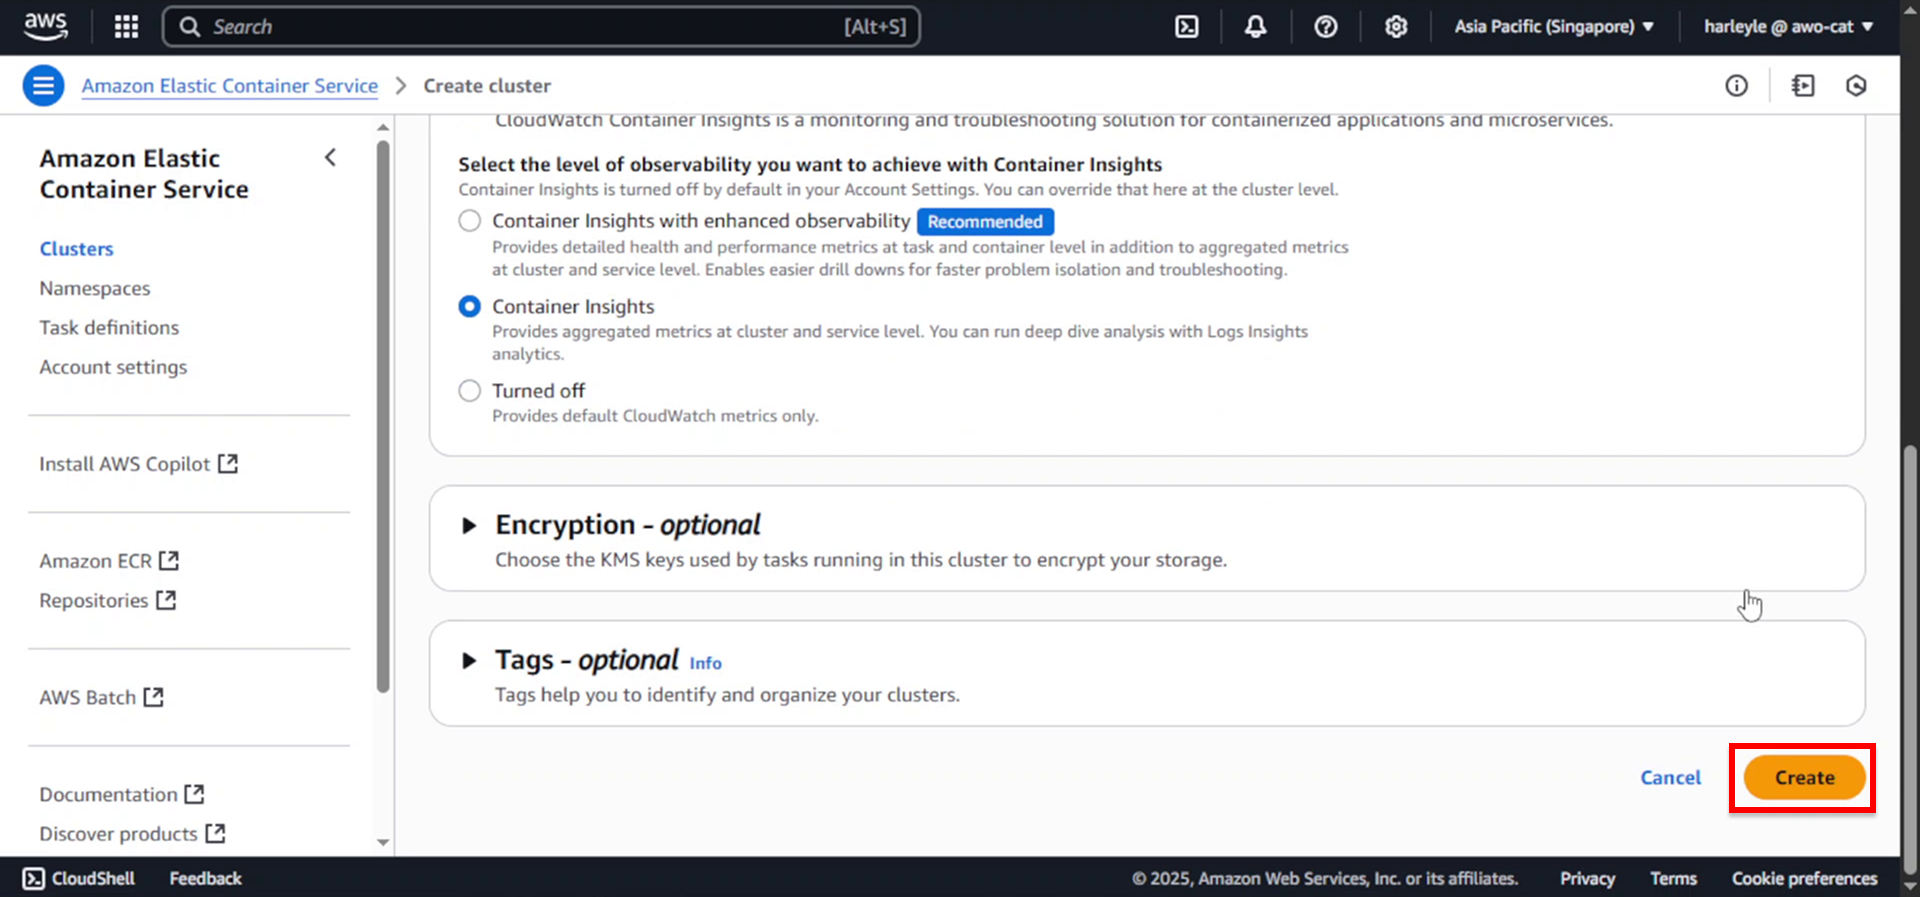 aws
Search [Alt+S]
Asia Pacific (Singapore)
harleyle @ awo-cat
Amazon Elastic Container Service
Create cluster
Amazon Elastic
Container Service
Clusters
Namespaces
Task definitions
Account settings
Install AWS Copilot
Amazon ECR
Repositories
AWS Batch
Documentation
Discover products
CloudWatch Container Insights is a monitoring and troubleshooting solution for containerized applications and microservices.
Select the level of observability you want to achieve with Container Insights
Container Insights is turned off by default in your Account Settings. You can override that here at the cluster level.
Container Insights with enhanced observability Recommended
Provides detailed health and performance metrics at task and container level in addition to aggregated metrics
at cluster and service level. Enables easier drill downs for faster problem isolation and troubleshooting.
Container Insights
Provides aggregated metrics at cluster and service level. You can run deep dive analysis with Logs Insights
analytics.
Turned off
Provides default CloudWatch metrics only.
Encryption - optional
Choose the KMS keys used by tasks running in this cluster to encrypt your storage.
Tags - optional Info
Tags help you to identify and organize your clusters.
Cancel
Create
CloudShell
Feedback
© 2025, Amazon Web Services, Inc. or its affiliates.
Privacy
Terms
Cookie preferences